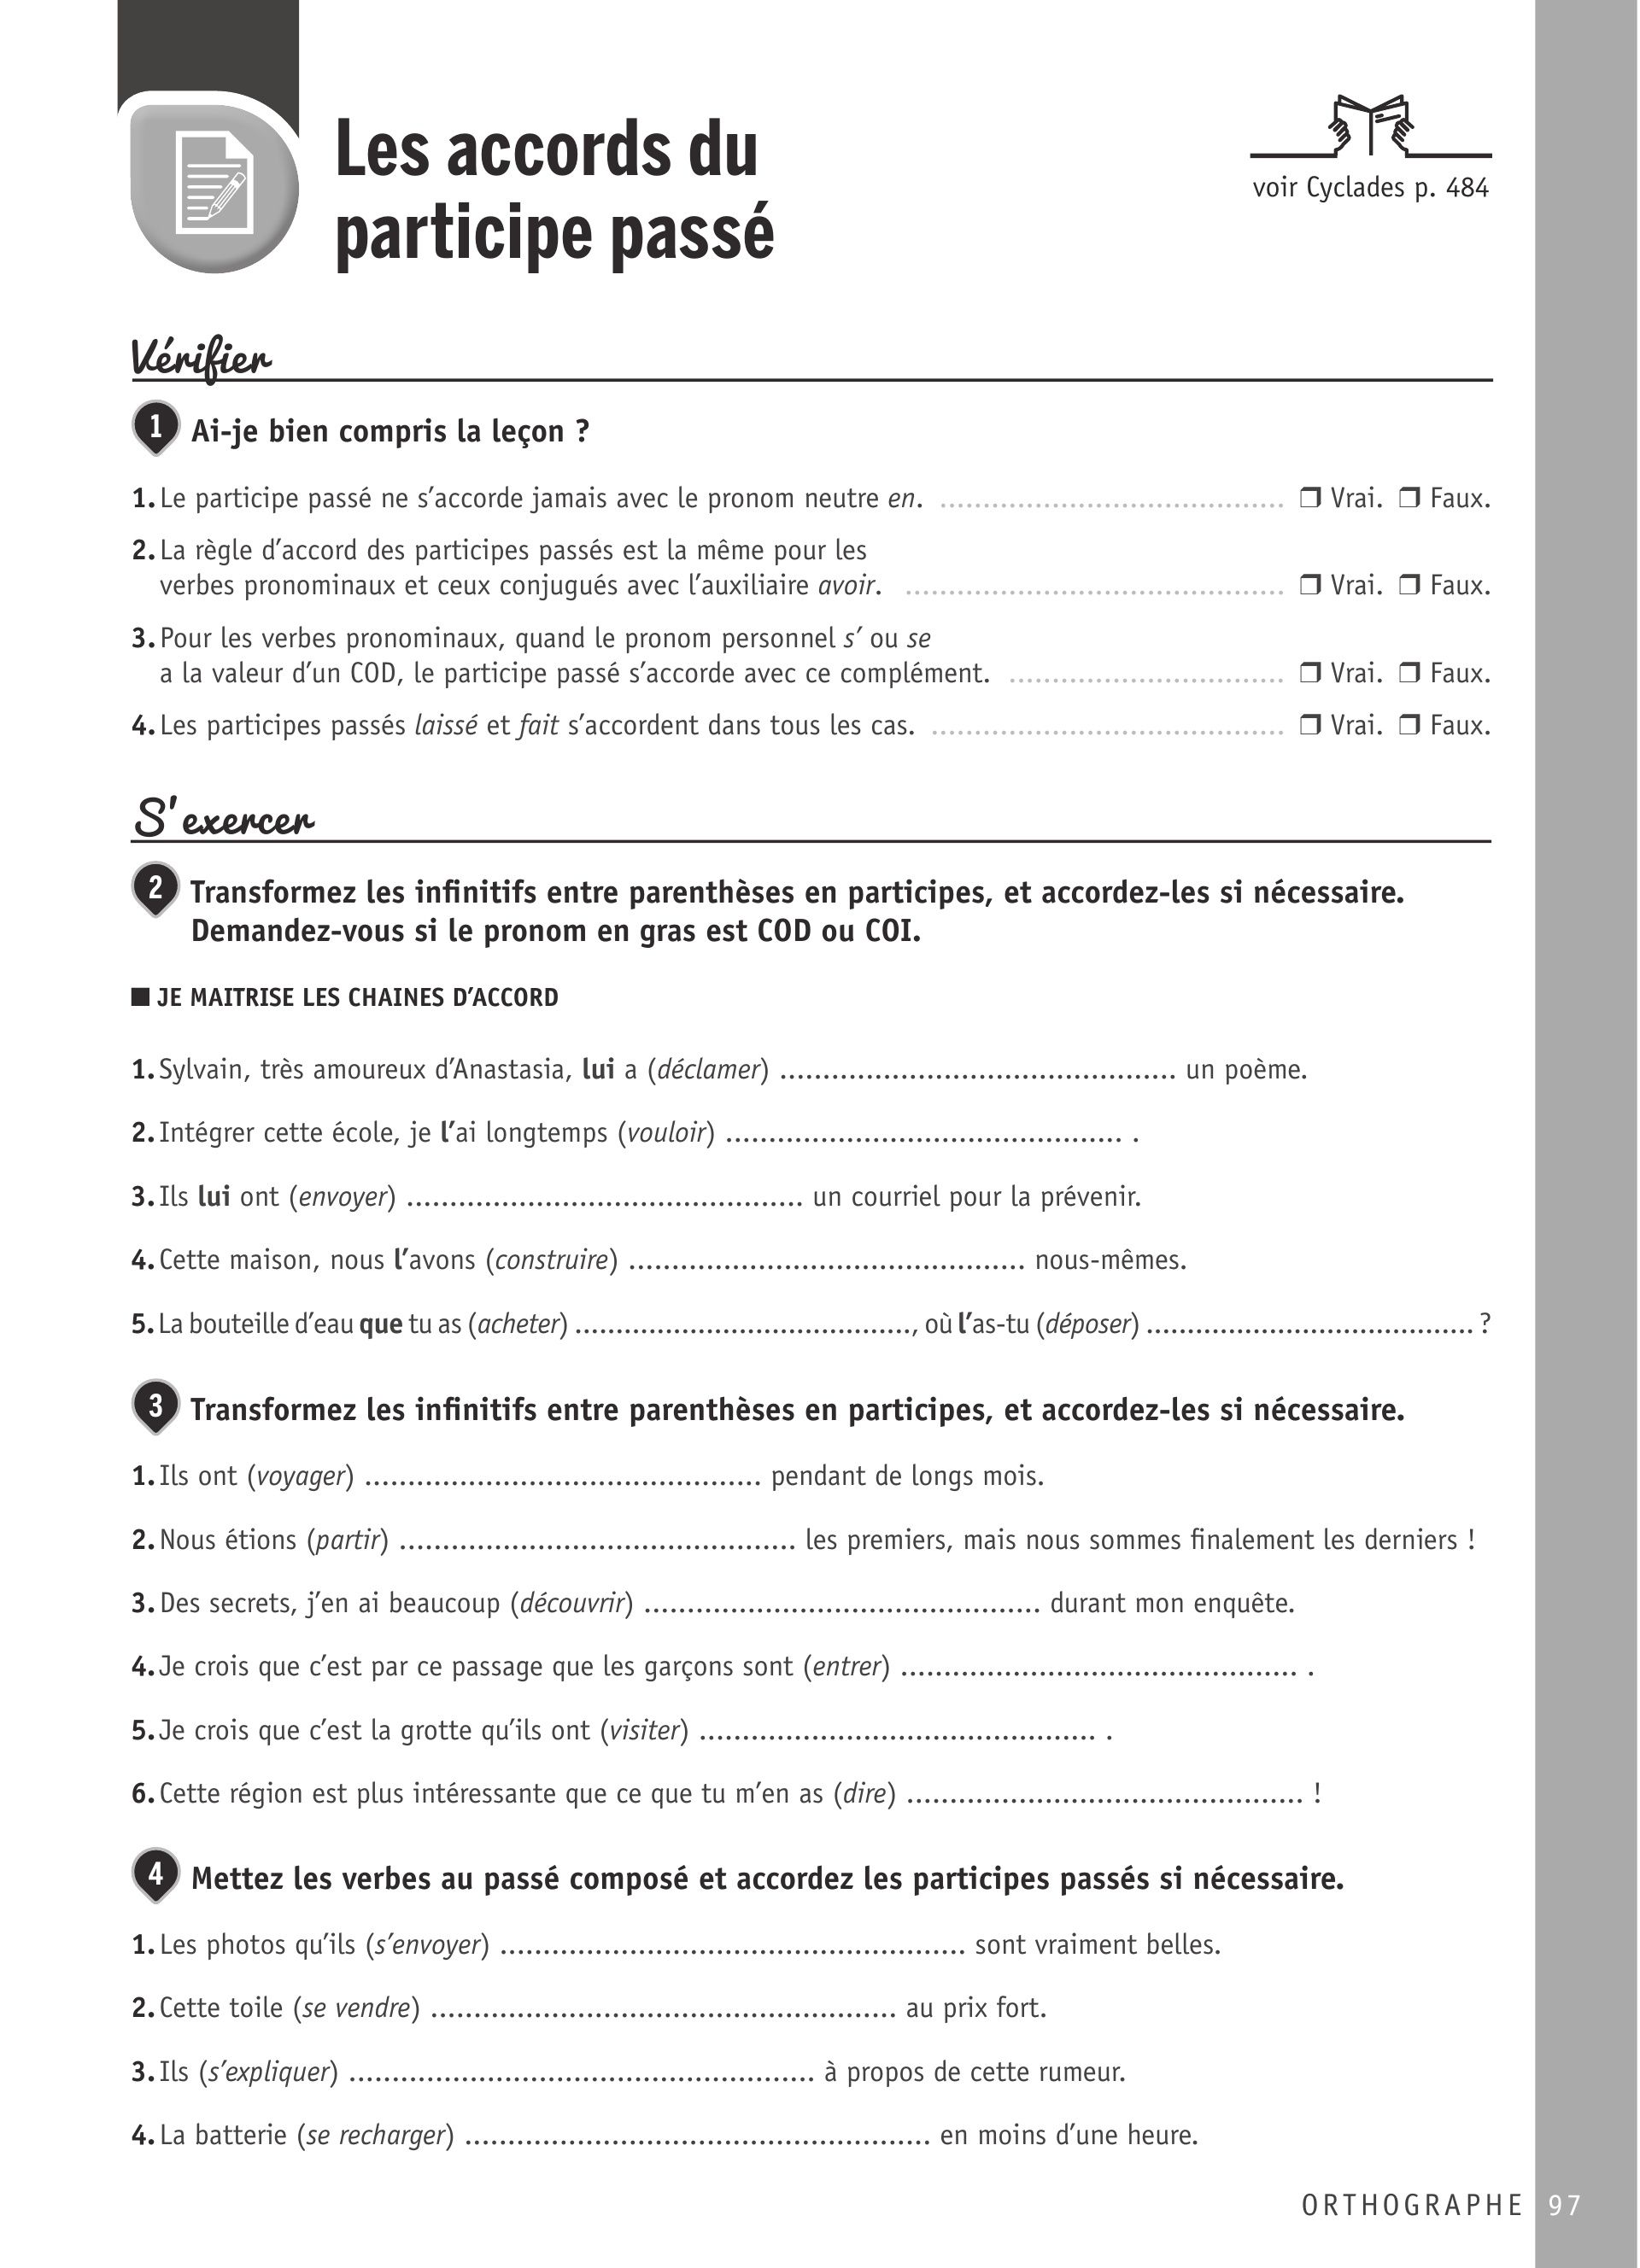 Les accords du
participe passé
voir Cyclades p. 484
Vérifier
1 Ai-je bien compris la leçon ?
1. Le participe passé ne s’accorde jamais avec le pronom neutre en. ........................................ ❒ Vrai. ❒ Faux.
2. La règle d’accord des participes passés est la même pour les
verbes pronominaux et ceux conjugués avec l’auxiliaire avoir. ............................................ ❒ Vrai. ❒ Faux.
3. Pour les verbes pronominaux, quand le pronom personnel s’ ou se
a la valeur d’un COD, le participe passé s’accorde avec ce complément. ................................ ❒ Vrai. ❒ Faux.
4. Les participes passés laissé et fait s’accordent dans tous les cas. ......................................... ❒ Vrai. ❒ Faux.
S’exercer
2 Transformez les infinitifs entre parenthèses en participes, et accordez-les si nécessaire.
Demandez-vous si le pronom en gras est COD ou COI.
■ JE MAITRISE LES CHAINES D’ACCORD
1. Sylvain, très amoureux d’Anastasia, lui a (déclamer) .............................................. un poème.
2. Intégrer cette école, je l’ai longtemps (vouloir) .............................................. .
3. Ils lui ont (envoyer) .............................................. un courriel pour la prévenir.
4. Cette maison, nous l’avons (construire) .............................................. nous-mêmes.
5. La bouteille d’eau que tu as (acheter) ........................................, où l’as-tu (déposer) ........................................ ?
3 Transformez les infinitifs entre parenthèses en participes, et accordez-les si nécessaire.
1. Ils ont (voyager) .............................................. pendant de longs mois.
2. Nous étions (partir) .............................................. les premiers, mais nous sommes finalement les derniers !
3. Des secrets, j’en ai beaucoup (découvrir) .............................................. durant mon enquête.
4. Je crois que c’est par ce passage que les garçons sont (entrer) .............................................. .
5. Je crois que c’est la grotte qu’ils ont (visiter) .............................................. .
6. Cette région est plus intéressante que ce que tu m’en as (dire) .............................................. !
4 Mettez les verbes au passé composé et accordez les participes passés si nécessaire.
1. Les photos qu’ils (s’envoyer) ...................................................... sont vraiment belles.
2. Cette toile (se vendre) ...................................................... au prix fort.
3. Ils (s’expliquer) ...................................................... à propos de cette rumeur.
4. La batterie (se recharger) ...................................................... en moins d’une heure.
ORTHOGRAPHE 97